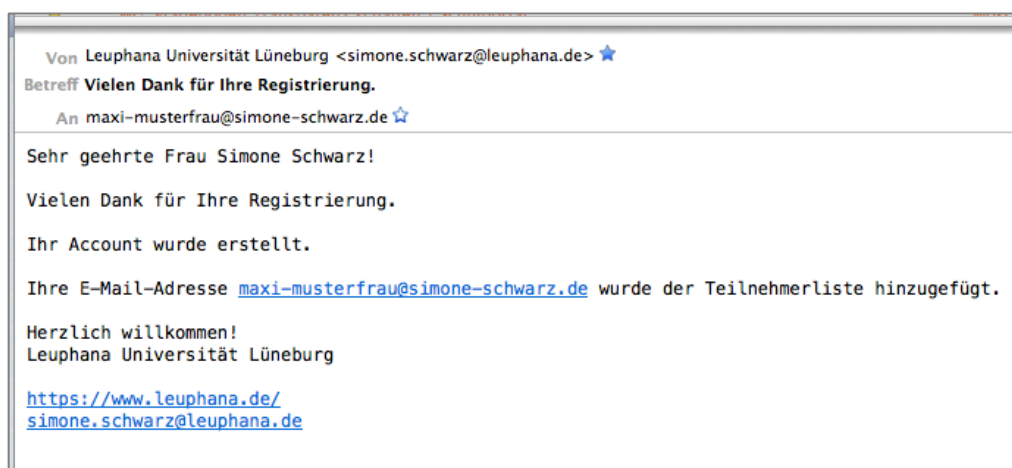 Von Leuphana Universität Lüneburg <simone.schwarz@leuphana.de>
Betreff Vielen Dank für Ihre Registrierung.
An maxi-musterfrau@simone-schwarz.de
Sehr geehrte Frau Simone Schwarz!
Vielen Dank für Ihre Registrierung.
Ihr Account wurde erstellt.
Ihre E-Mail-Adresse maxi-musterfrau@simone-schwarz.de wurde der Teilnehmerliste hinzugefügt.
Herzlich willkommen!
Leuphana Universität Lüneburg
https://www.leuphana.de/
simone.schwarz@leuphana.de